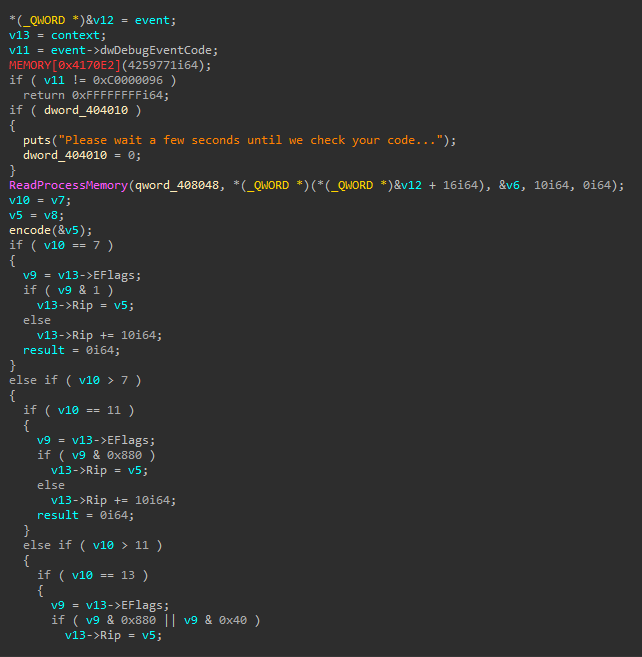 *(_QWORD *)&v12 = event;
v13 = context;
v11 = event->dwDebugEventCode;
MEMORY[0x4170E2](4259771i64);
if ( v11 != 0xC0000096 )
  return 0xFFFFFFFFi64;
if ( dword_404010 )
{
  puts("Please wait a few seconds until we check your code...");
  dword_404010 = 0;
}
ReadProcessMemory(qword_408048, *(_QWORD *)(*(_QWORD *)&v12 + 16i64), &v6, 10i64, 0i64);
v10 = v7;
v5 = v8;
encode(&v5);
if ( v10 == 7 )
{
  v9 = v13->EFlags;
  if ( v9 & 1 )
    v13->Rip = v5;
  else
    v13->Rip += 10i64;
  result = 0i64;
}
else if ( v10 > 7 )
{
  if ( v10 == 11 )
  {
    v9 = v13->EFlags;
    if ( v9 & 0x880 )
      v13->Rip = v5;
    else
      v13->Rip += 10i64;
    result = 0i64;
  }
  else if ( v10 > 11 )
  {
    if ( v10 == 13 )
    {
      v9 = v13->EFlags;
      if ( v9 & 0x880 || v9 & 0x40 )
        v13->Rip = v5;